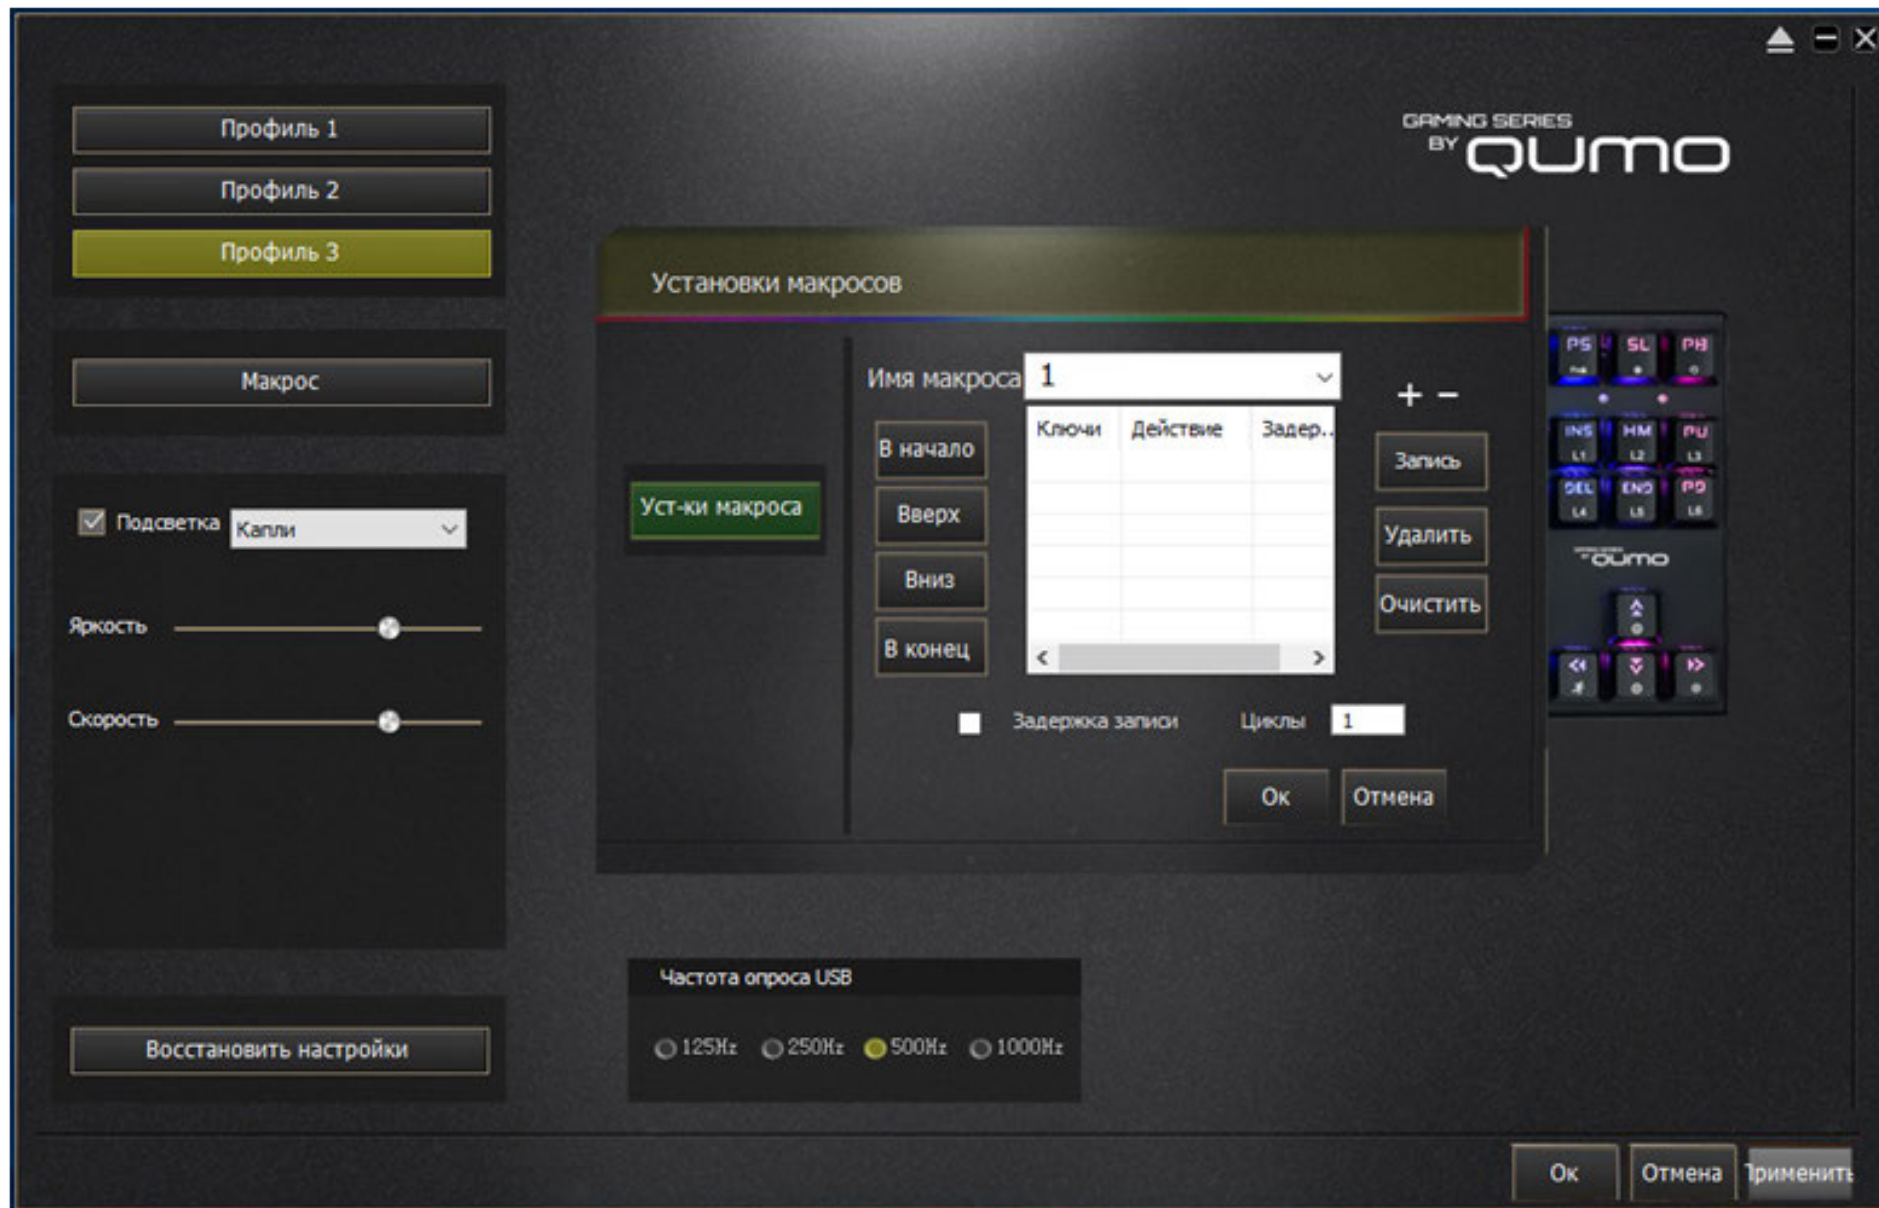 Профиль 1
Профиль 2
Профиль 3
Макрос
Подсветка Капли
Яркость
Скорость
Восстановить настройки
GAMING SERIES
BY QUMO
Установки макросов
Уст-ки макроса
Имя макроса 1
+ −
В начало
Вверх
Вниз
В конец
Ключи Действие Задер..
Запись
Удалить
Очистить
Задержка записи Циклы 1
Ок Отмена
PS SL PB
INS HM PU
L1 L2 L3
DEL END PD
L4 L5 L6
QUMO
Частота опроса USB
125Hz 250Hz 500Hz 1000Hz
Ок Отмена Применить